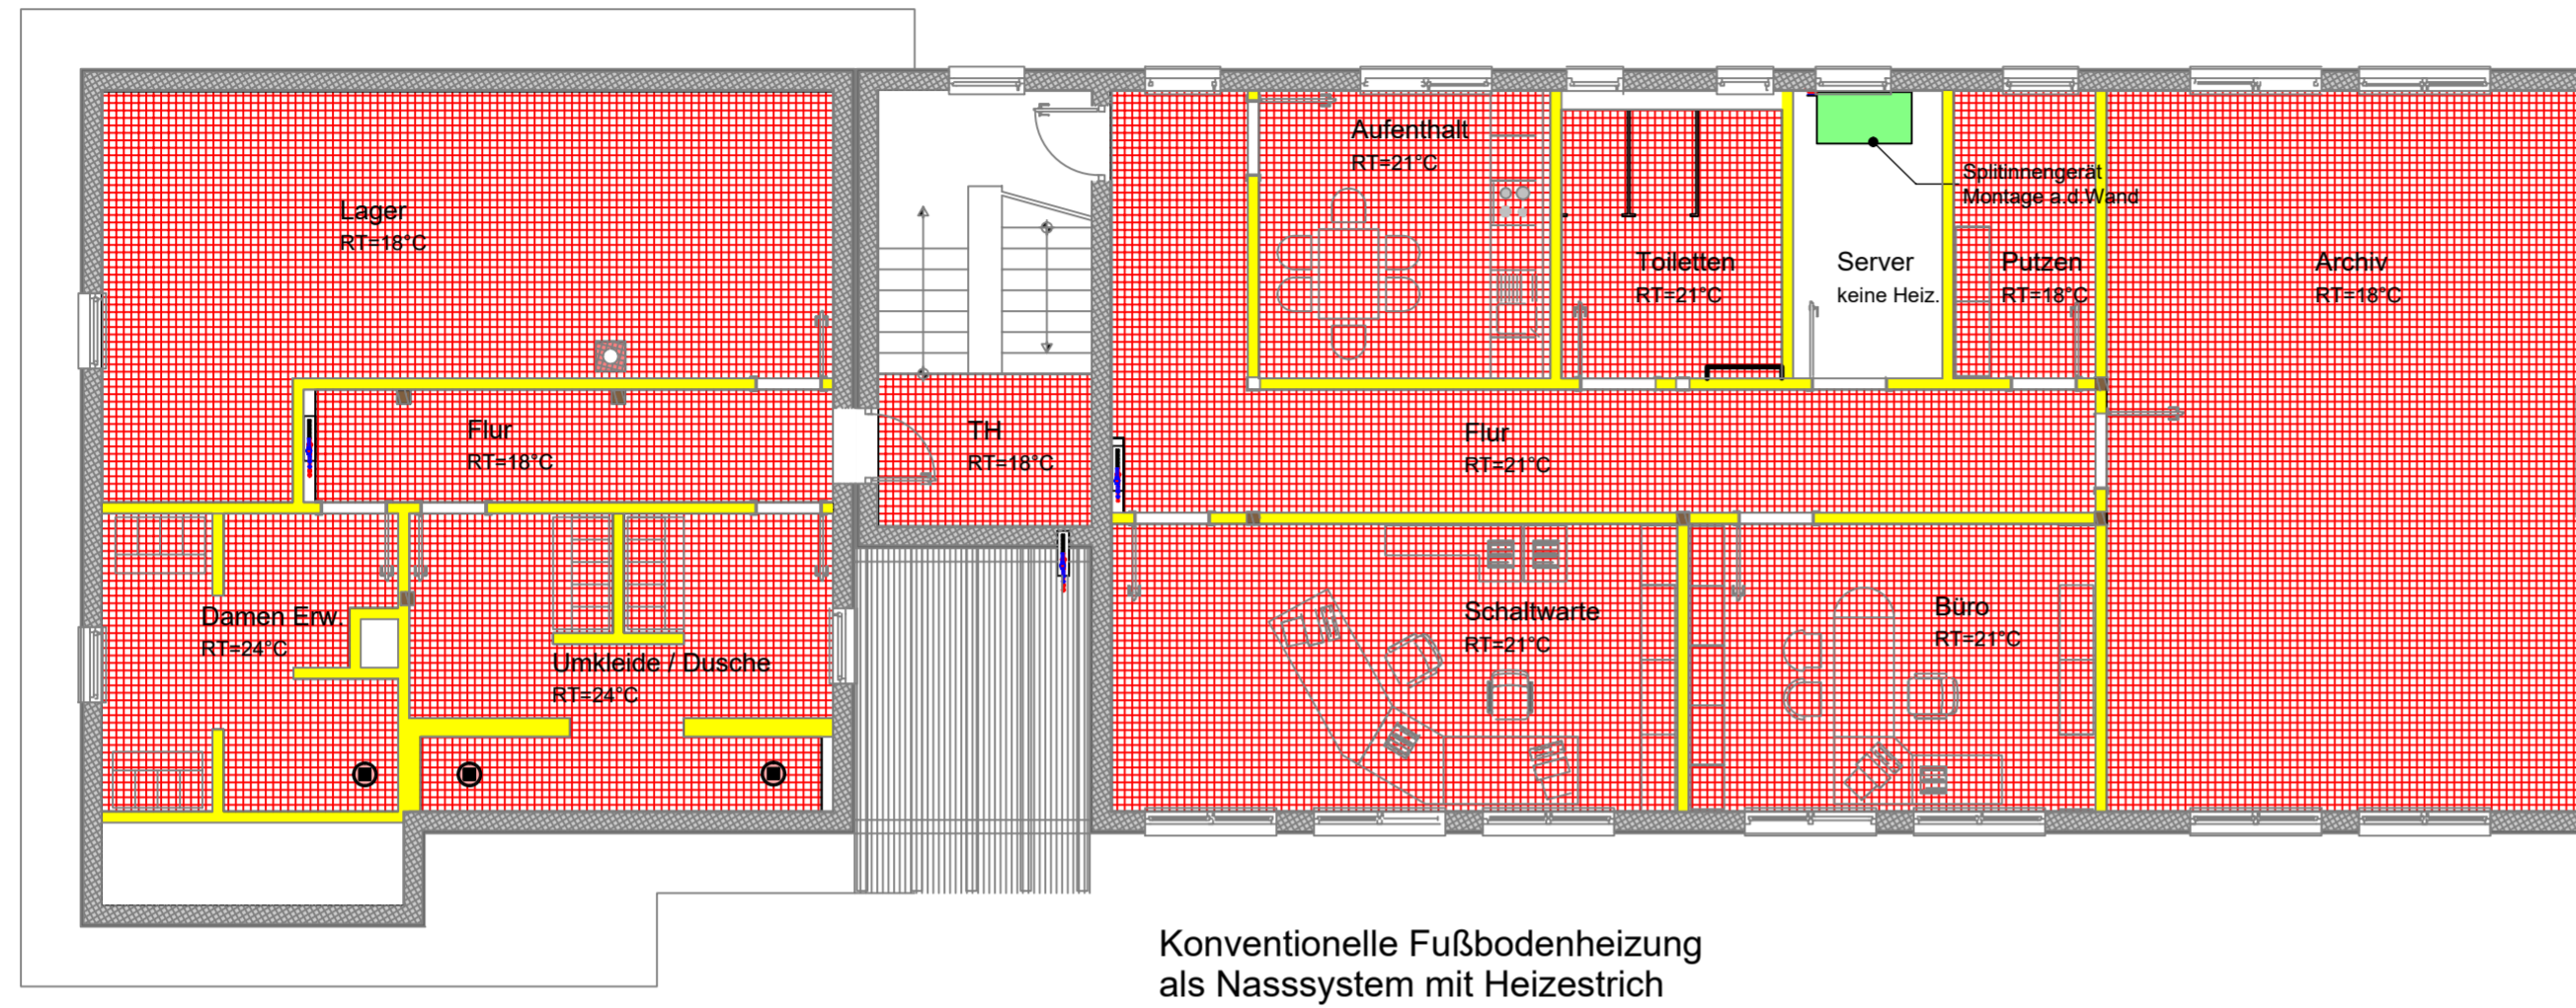 Aufenthalt
RT=21°C
Splitinnengerät
Montage a.d.Wand
Lager
RT=18°C
Toiletten
RT=21°C
Server
keine Heiz.
Putzen
RT=18°C
Archiv
RT=18°C
Flur
RT=18°C
TH
RT=18°C
Flur
RT=21°C
Damen Erw.
RT=24°C
Umkleide / Dusche
RT=24°C
Schaltwarte
RT=21°C
Büro
RT=21°C
Konventionelle Fußbodenheizung
als Nasssystem mit Heizestrich